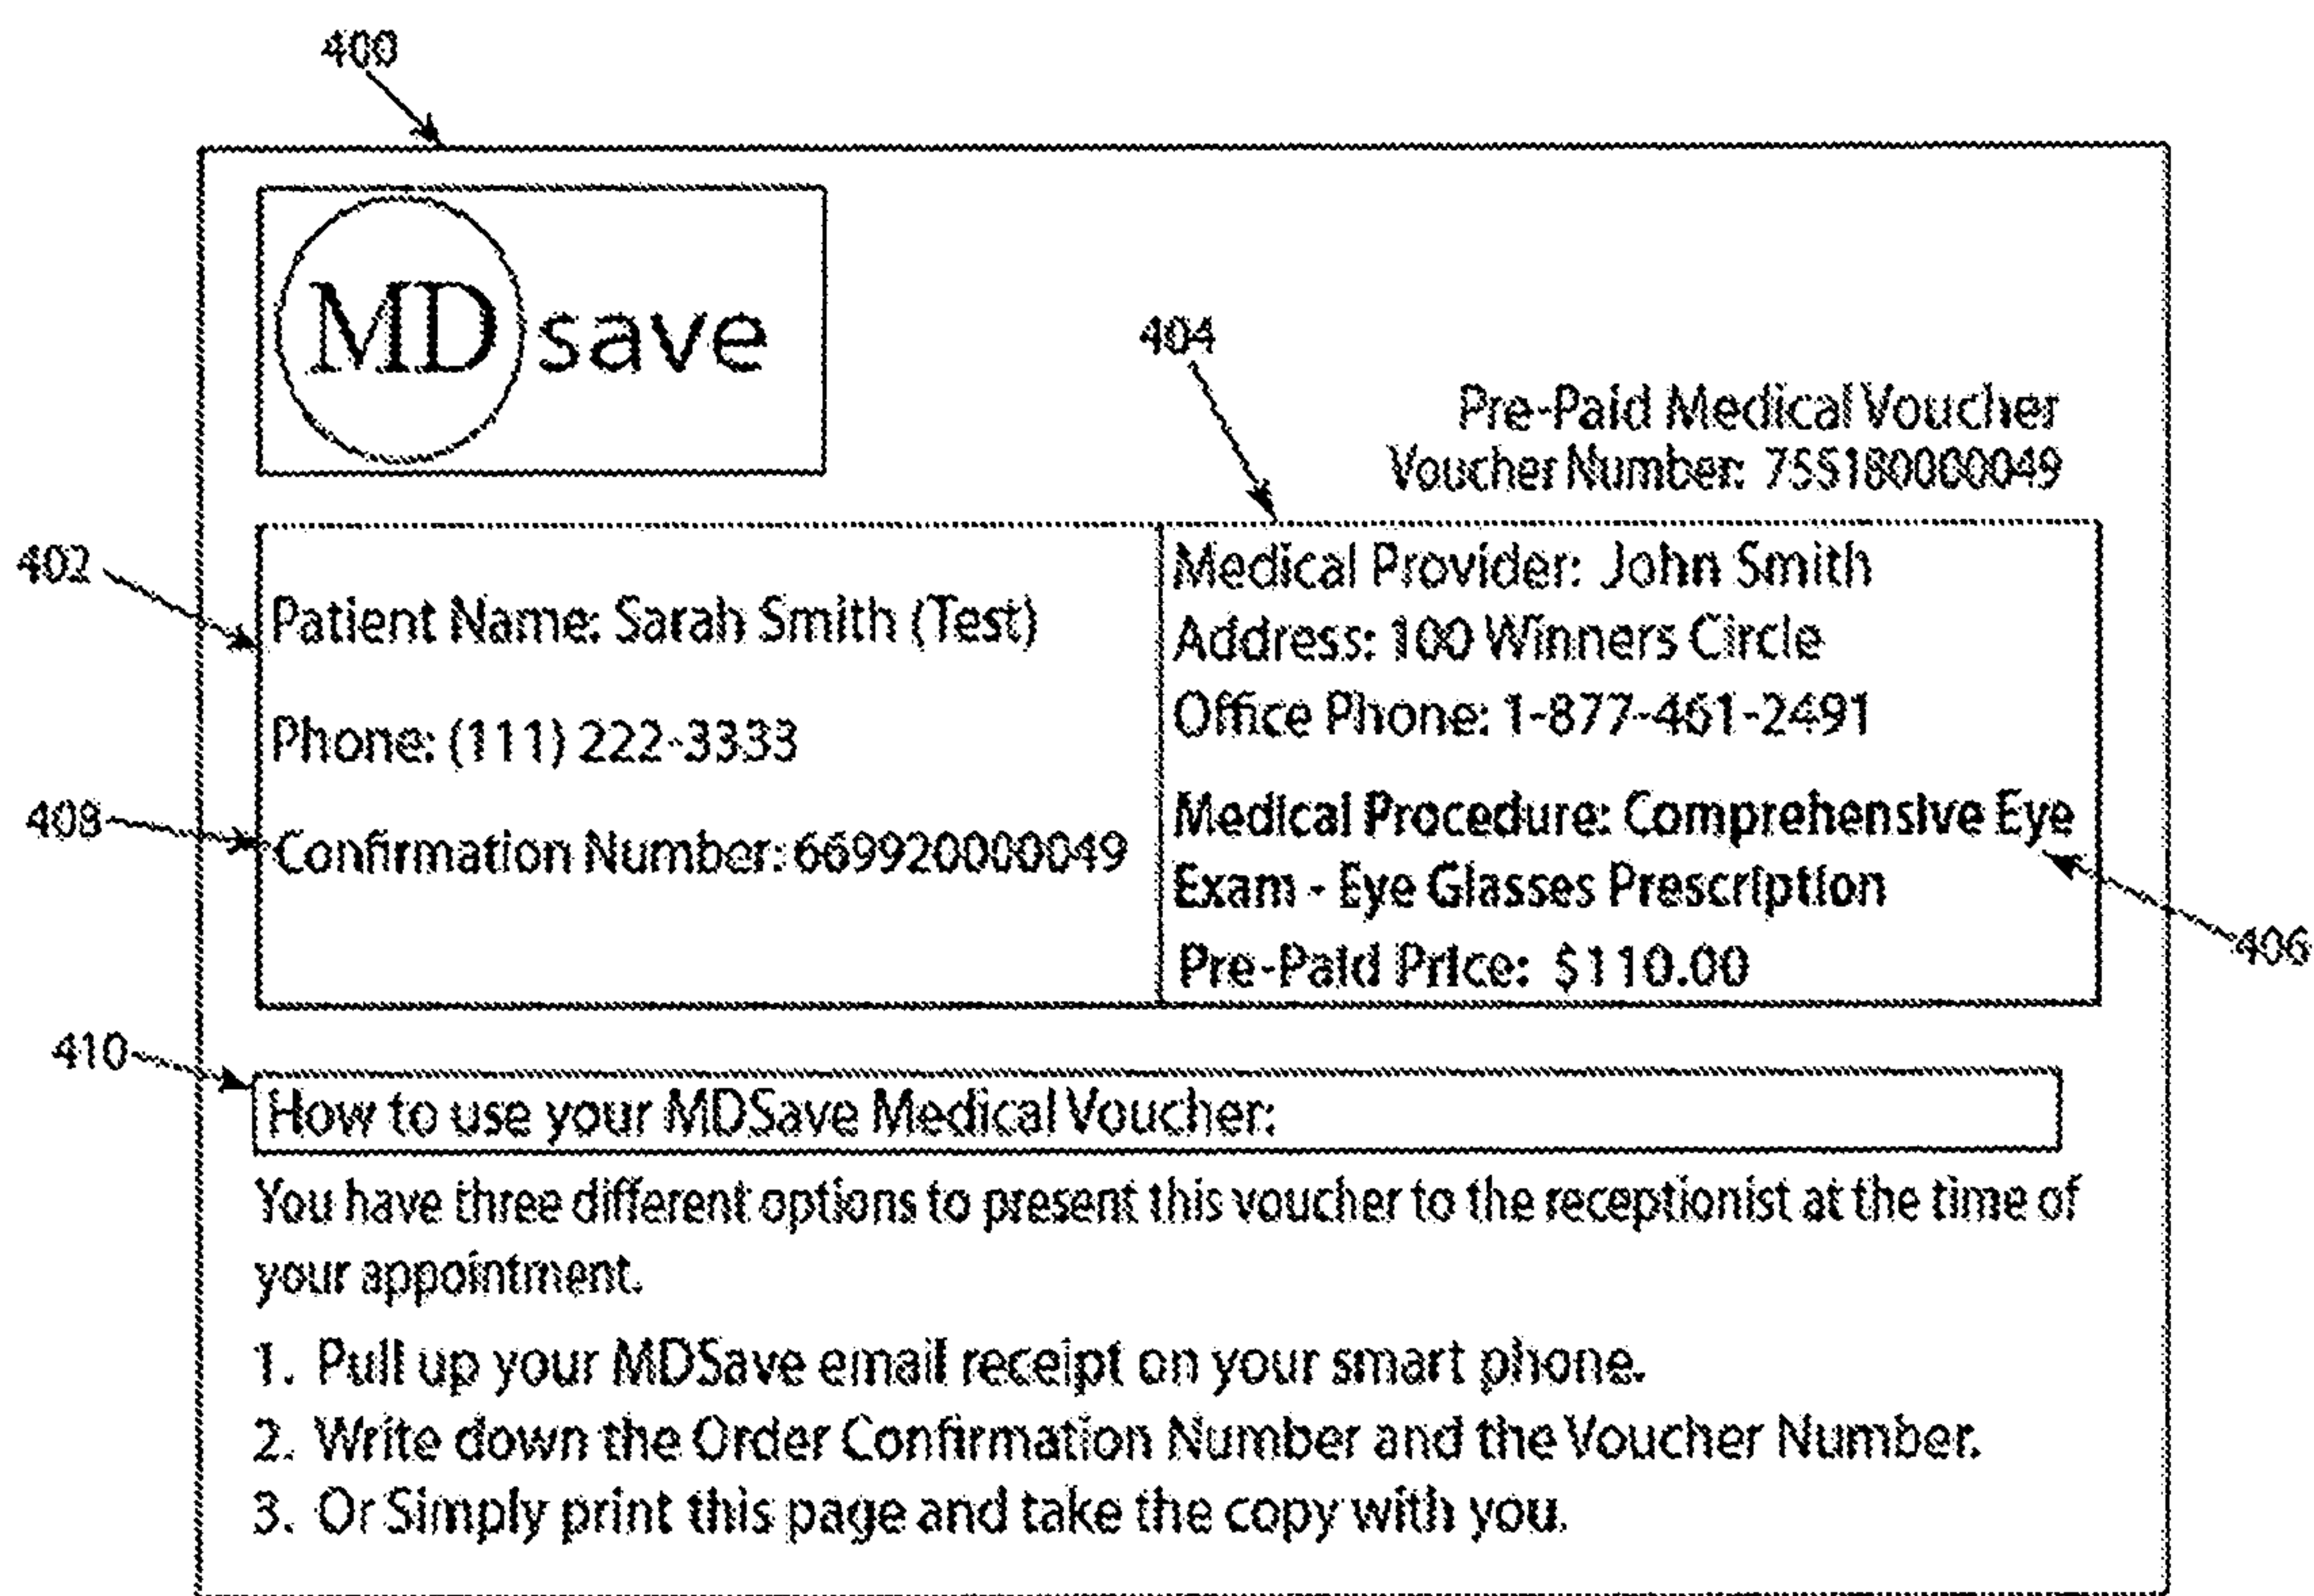 400
MD save
404
Pre-Paid Medical Voucher
Voucher Number: 755180000049
402
Patient Name: Sarah Smith (Test)
Phone: (111) 222-3333
408
Confirmation Number: 669920000049
Medical Provider: John Smith
Address: 100 Winners Circle
Office Phone: 1-877-461-2491
Medical Procedure: Comprehensive Eye
Exam - Eye Glasses Prescription
406
Pre-Paid Price: $110.00
410
How to use your MDSave Medical Voucher:
You have three different options to present this voucher to the receptionist at the time of
your appointment.
1. Pull up your MDSave email receipt on your smart phone.
2. Write down the Order Confirmation Number and the Voucher Number.
3. Or Simply print this page and take the copy with you.